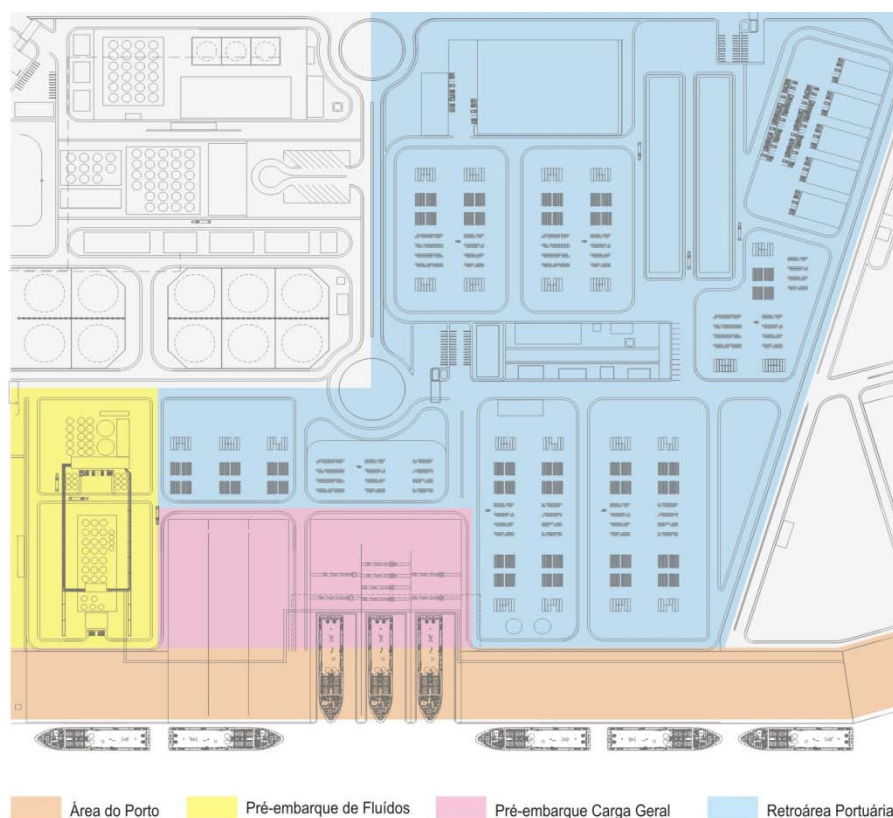 Área do Porto
Pré-embarque de Fluídos
Pré-embarque Carga Geral
Retroárea Portuária